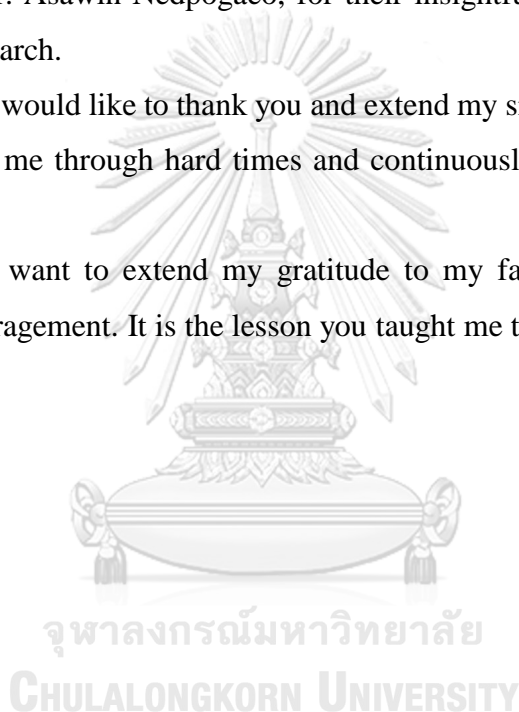 Asawin Nedpogaeo, for their insightfu
arch.
would like to thank you and extend my si
me through hard times and continuousl
want to extend my gratitude to my fa
ragement. It is the lesson you taught me t
จุฬาลงกรณ์มหาวิทยาลัย
CHULALONGKORN UNIVERSITY